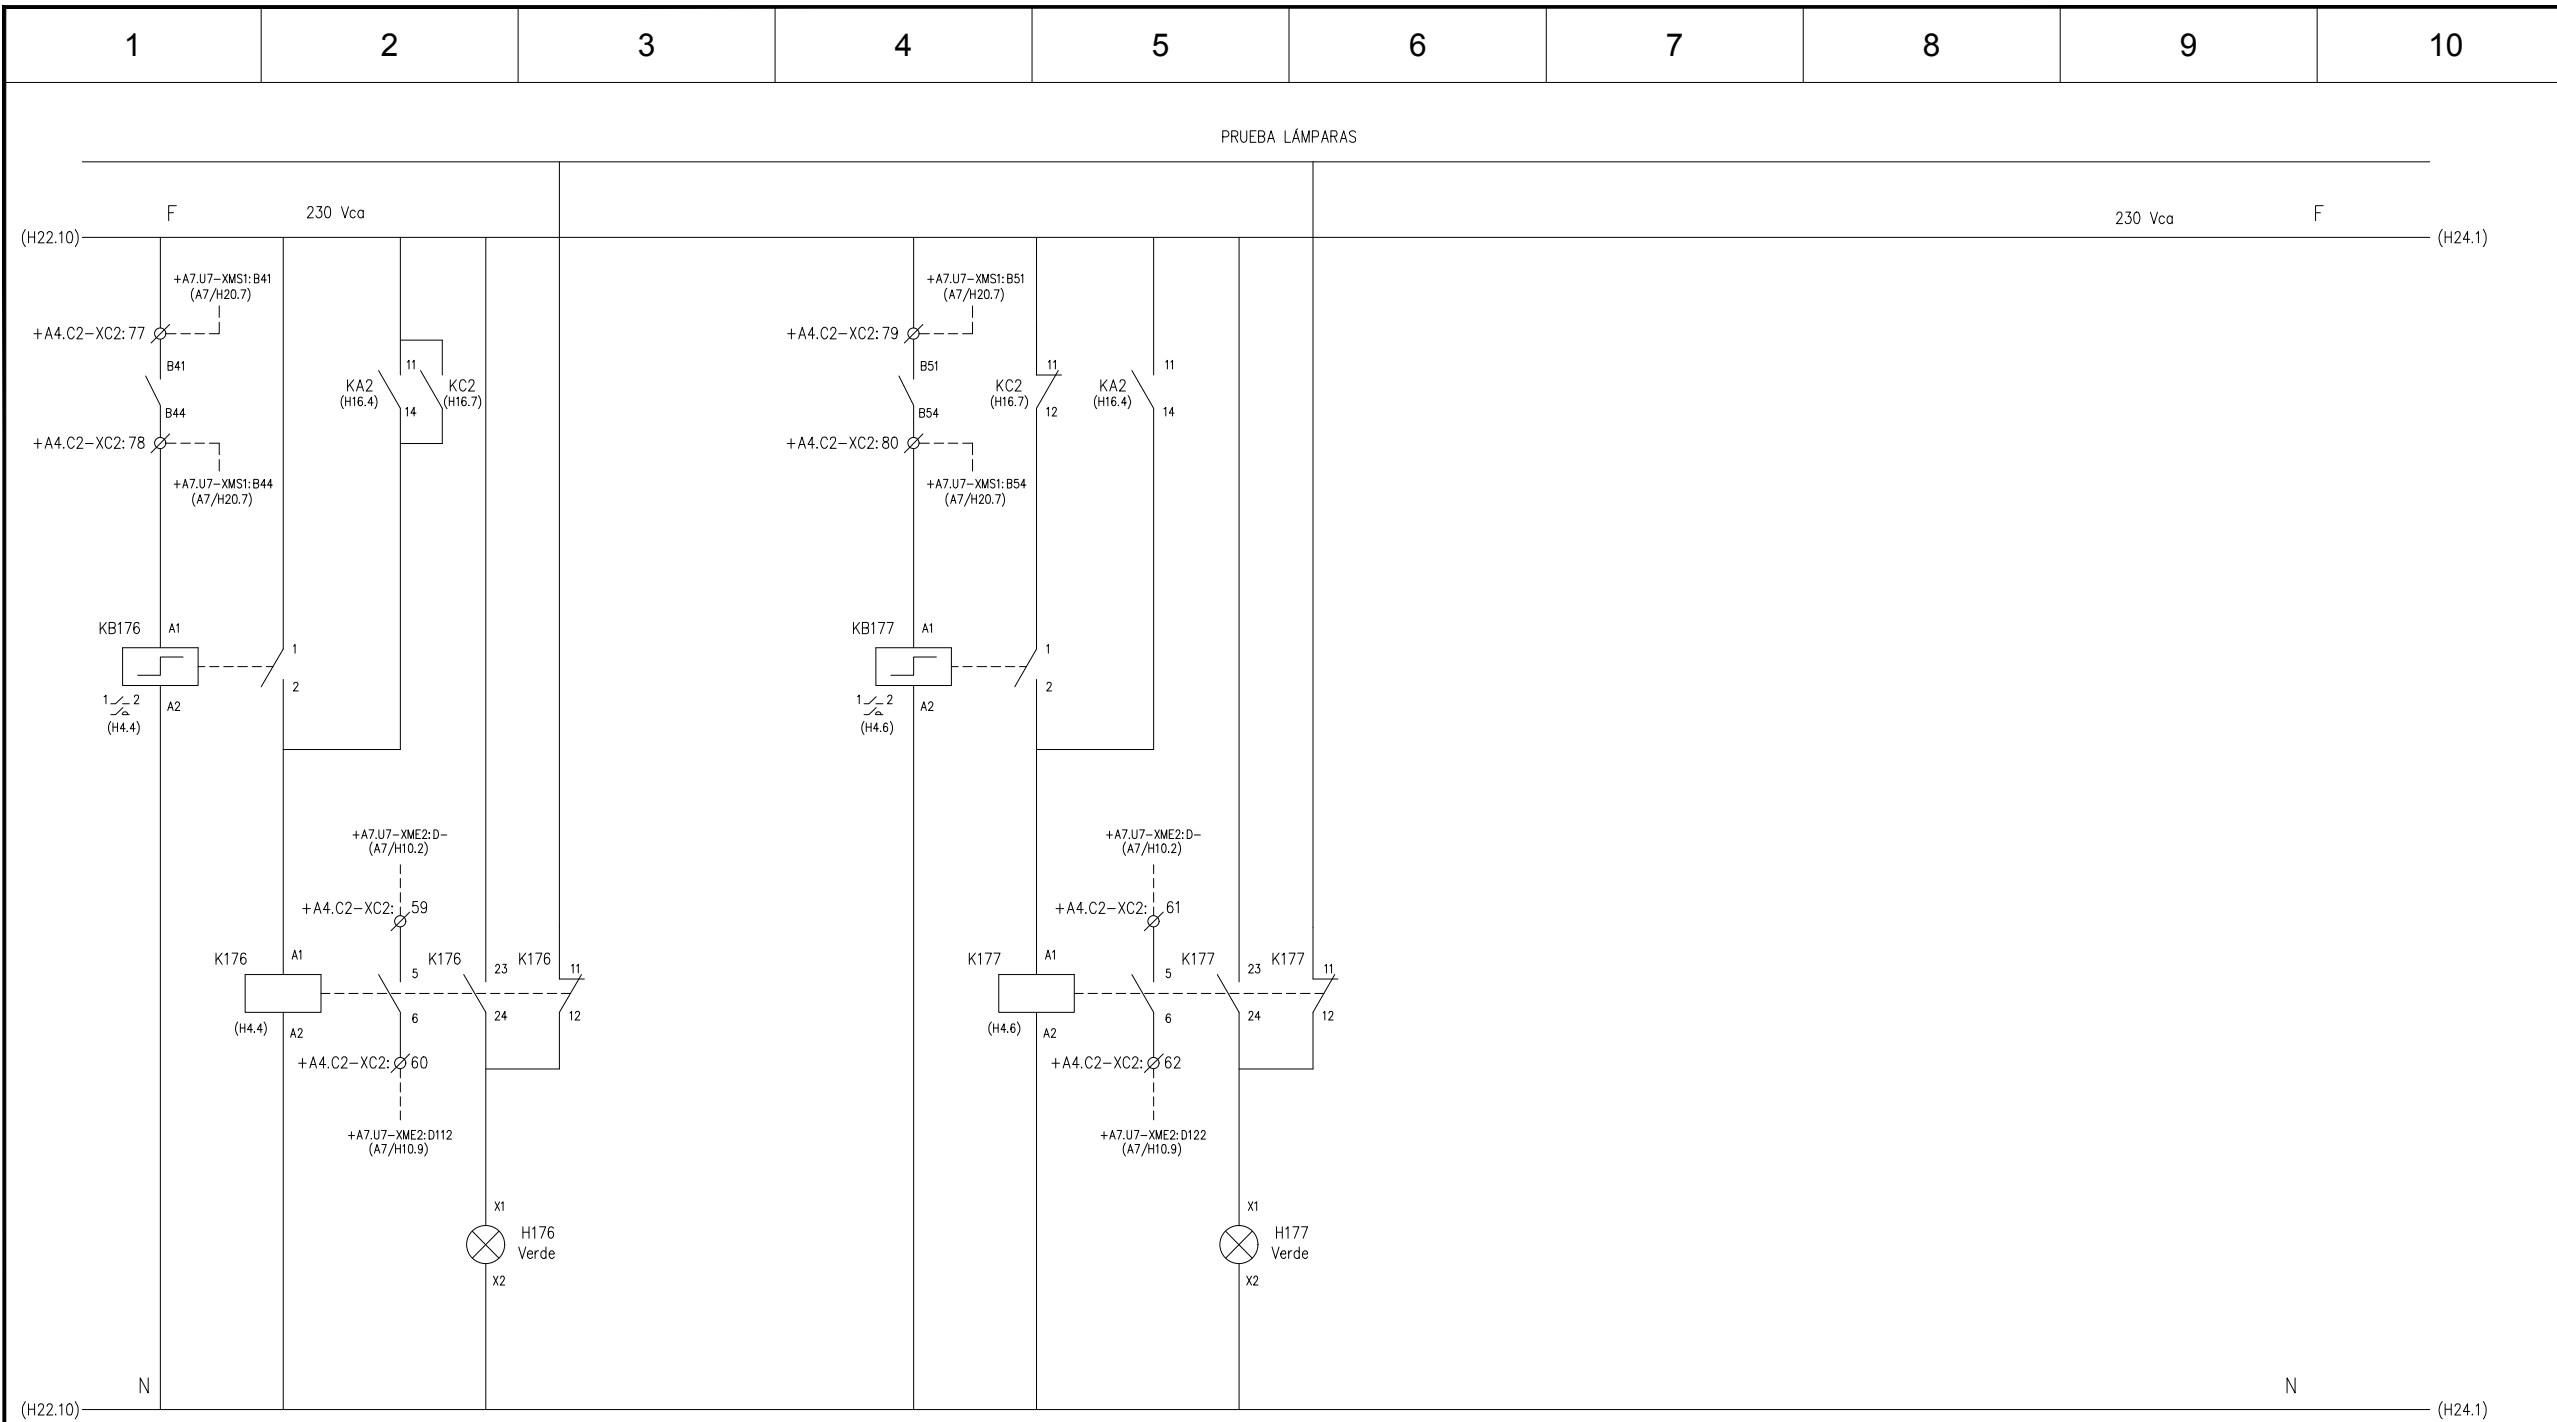 1 2 3 4 5 6 7 8 9 10
PRUEBA LÁMPARAS
F 230 Vca 230 Vca F
(H22.10) (H24.1)
+A7.U7-XMS1:B41
(A7/H20.7)
+A4.C2-XC2:77
B41
B44
+A4.C2-XC2:78
+A7.U7-XMS1:B44
(A7/H20.7)
KA2
(H16.4)
11
14
KC2
(H16.7)
+A7.U7-XMS1:B51
(A7/H20.7)
+A4.C2-XC2:79
B51
B54
+A4.C2-XC2:80
+A7.U7-XMS1:B54
(A7/H20.7)
KC2
(H16.7)
11
12
KA2
(H16.4)
11
14
KB176 A1
1
2
1 2
A2
(H4.4)
KB177 A1
1
2
1 2
A2
(H4.6)
+A7.U7-XME2:D-
(A7/H10.2)
+A4.C2-XC2: 59
K176 A1
5
K176 23
K176 11
(H4.4) A2
6
24
12
+A4.C2-XC2: 60
+A7.U7-XME2:D112
(A7/H10.9)
X1
H176
Verde
X2
+A7.U7-XME2:D-
(A7/H10.2)
+A4.C2-XC2: 61
K177 A1
5
K177 23
K177 11
(H4.6) A2
6
24
12
+A4.C2-XC2: 62
+A7.U7-XME2:D122
(A7/H10.9)
X1
H177
Verde
X2
N N
(H22.10) (H24.1)